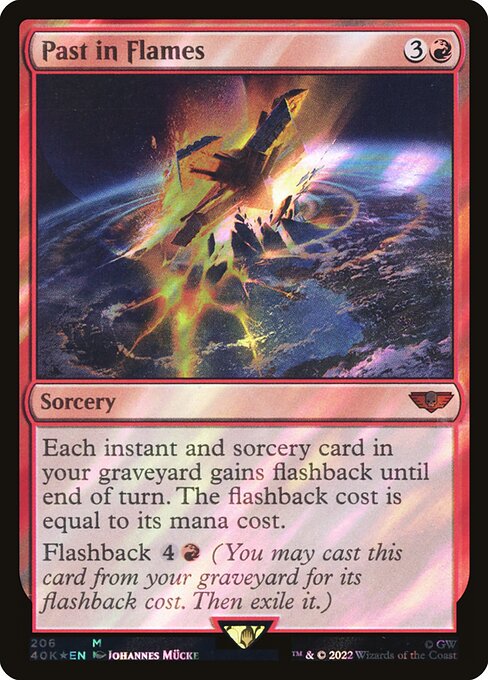 Past in Flames 3
Sorcery
Each instant and sorcery card in
your graveyard gains flashback until
end of turn. The flashback cost is
equal to its mana cost.
Flashback 4 (You may cast this
card from your graveyard for its
flashback cost. Then exile it.)
206 M © GW
40K★EN Johannes Mücke ™ & © 2022 Wizards of the Coast